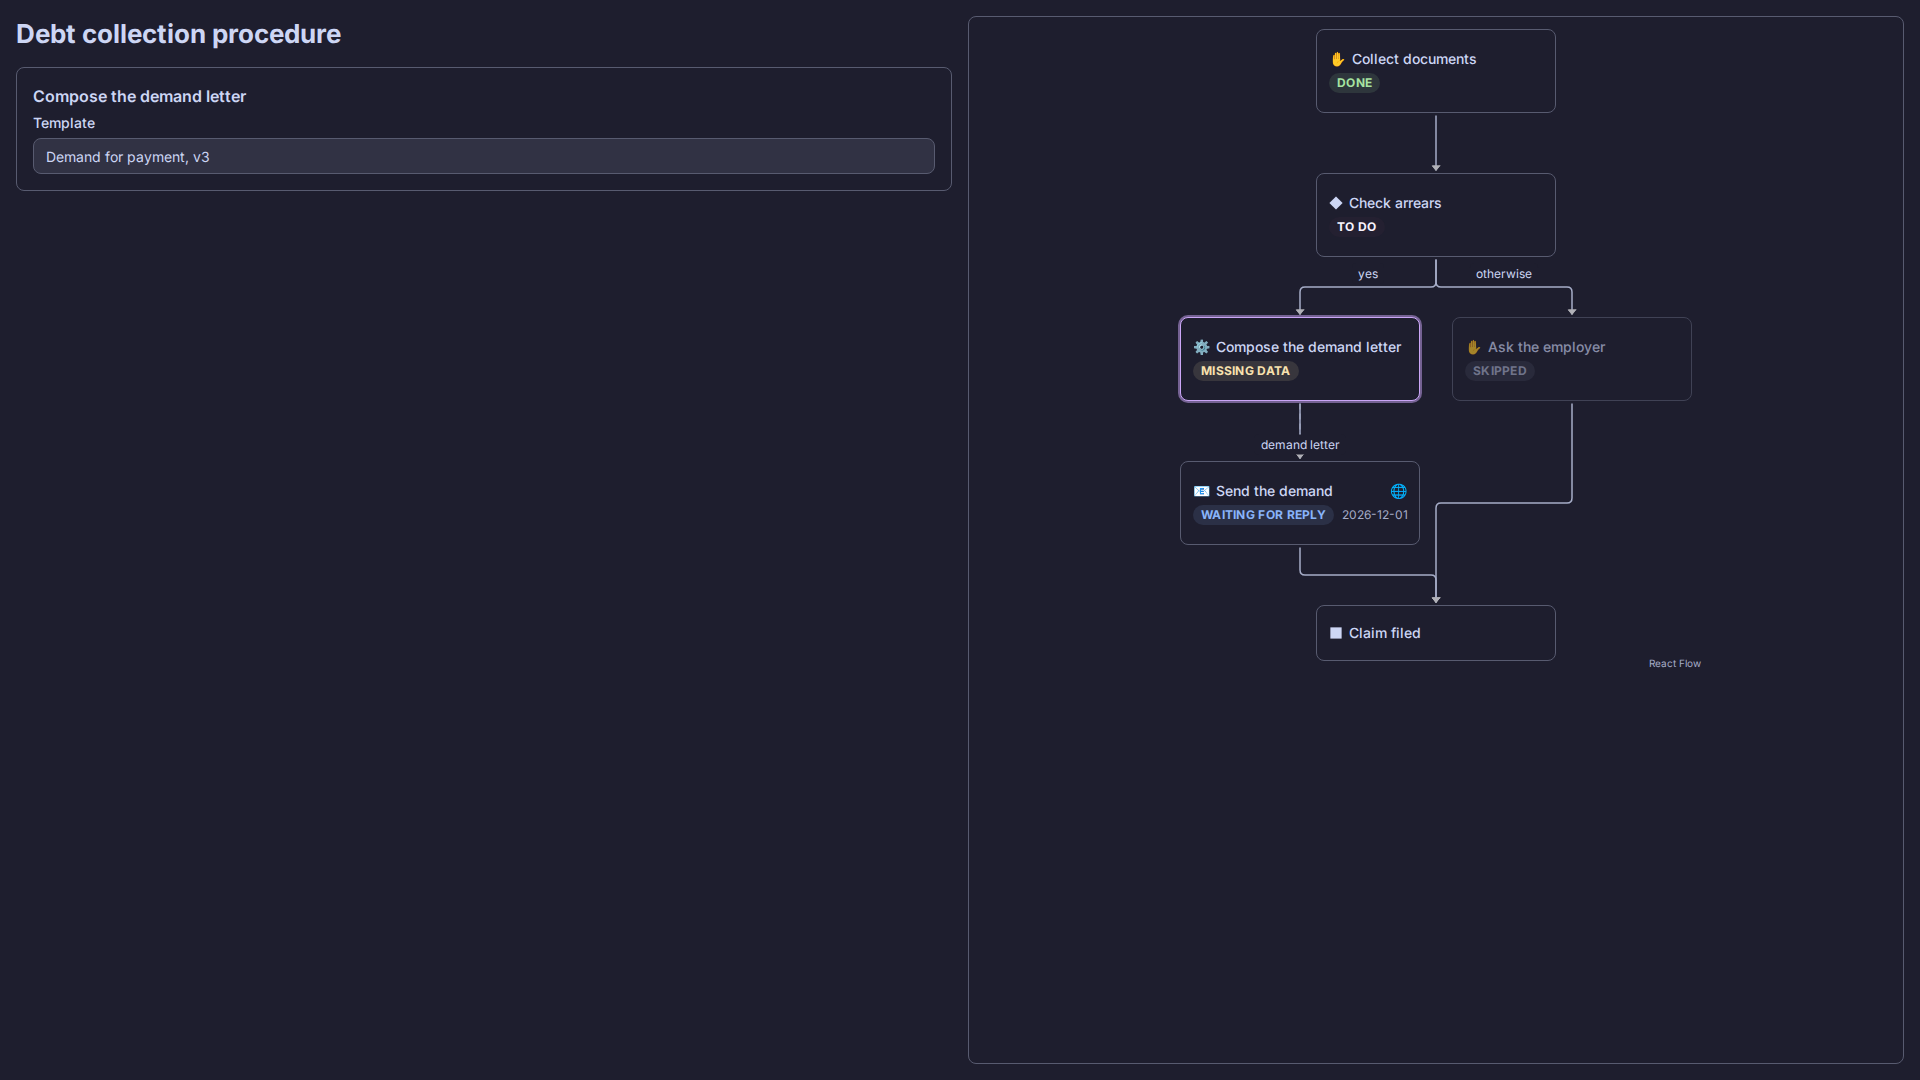 Debt collection procedure
Compose the demand letter
Template
Demand for payment, v3
Collect documents
DONE
Check arrears
TO DO
yes
otherwise
Compose the demand letter
MISSING DATA
Ask the employer
SKIPPED
demand letter
Send the demand
WAITING FOR REPLY 2026-12-01
Claim filed
React Flow